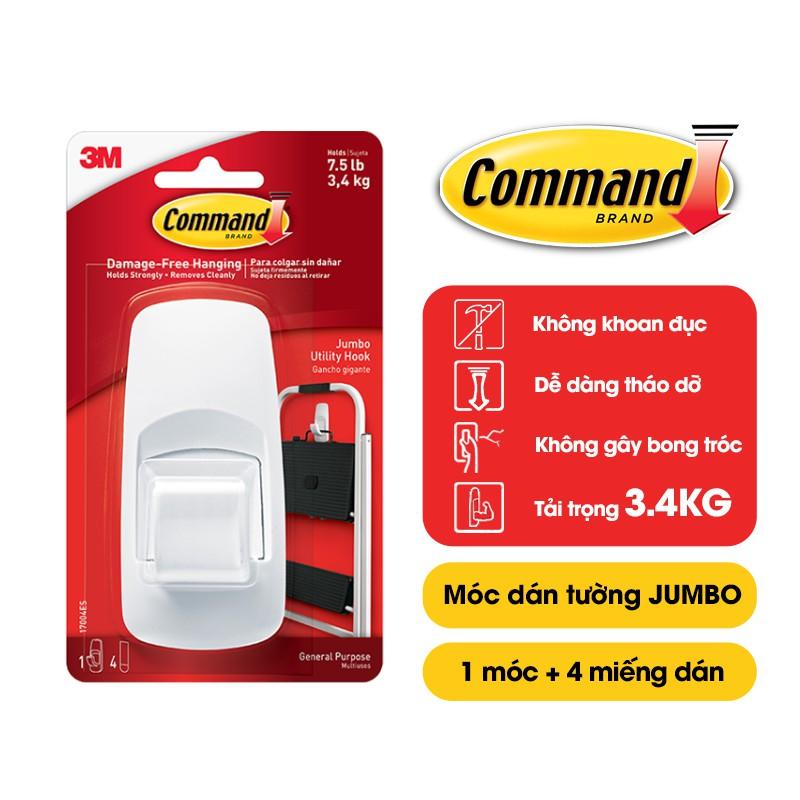 3M
Holds | Sujeta
7.5 lb
3,4 kg
Command
BRAND
Damage-Free Hanging
Holds Strongly • Removes Cleanly
Para colgar sin dañar
Sujeta firmemente
No deja residuos al retirar
Jumbo
Utility Hook
Gancho gigante
17004ES
1 4
General Purpose
Multiusos
Command
BRAND
Không khoan đục
Dễ dàng tháo dở
Không gây bong tróc
Tải trọng 3.4KG
Móc dán tường JUMBO
1 móc + 4 miếng dán